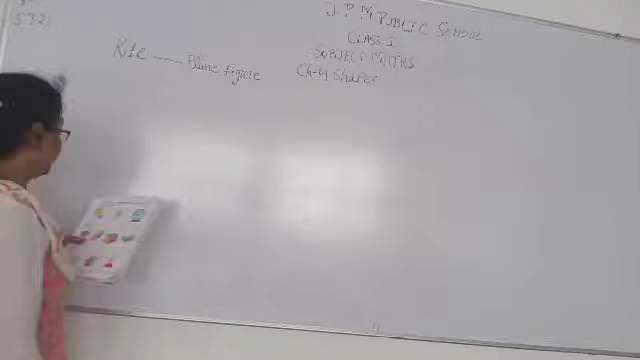 J.P.M PUBLIC SCHOOL
CLASS-I
SUBJECT MATHS
Ch-4 Shapes
Kite —— Plane figure